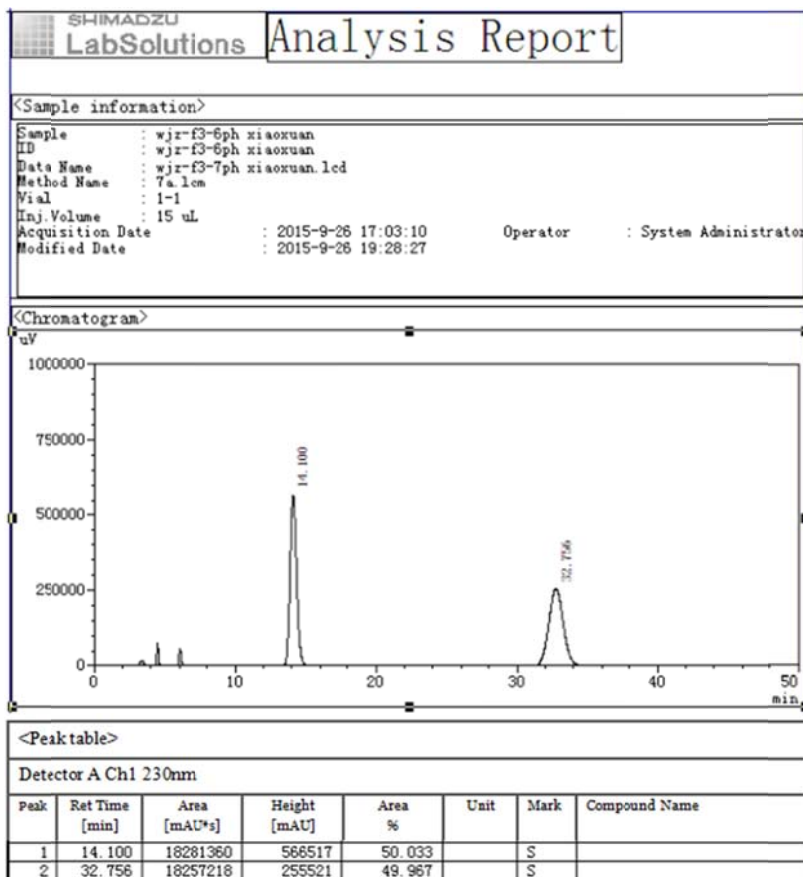 SHIMADZU
LabSolutions Analysis Report
<Sample information>
Sample : wjz-f3-6ph xiaoxuan
ID : wjz-f3-6ph xiaoxuan
Data Name : wjz-f3-7ph xiaoxuan.lcd
Method Name : 7a.lcm
Vial : 1-1
Inj.Volume : 15 uL
Acquisition Date : 2015-9-26 17:03:10 Operator : System Administrator
Modified Date : 2015-9-26 19:28:27
<Chromatogram>
uV
1000000
750000
500000
250000
0
14.100
32.756
0 10 20 30 40 50
min
<Peak table>
Detector A Ch1 230nm
Peak Ret Time [min] Area [mAU*s] Height [mAU] Area % Unit Mark Compound Name
1 14.100 18281360 566517 50.033 S
2 32.756 18257218 255521 49.967 S